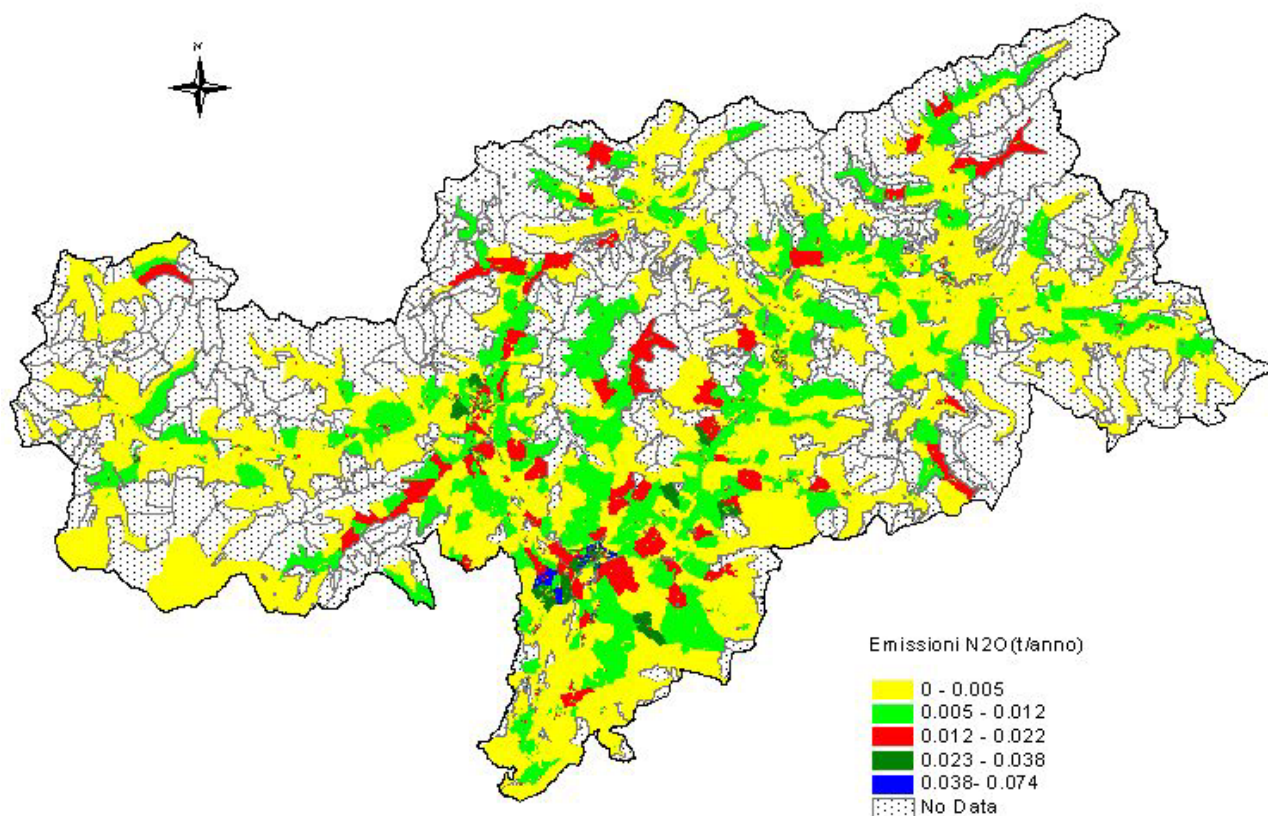 N
Emissioni N2O (t/anno)
0 - 0.005
0.005 - 0.012
0.012 - 0.022
0.023 - 0.038
0.038- 0.074
No Data